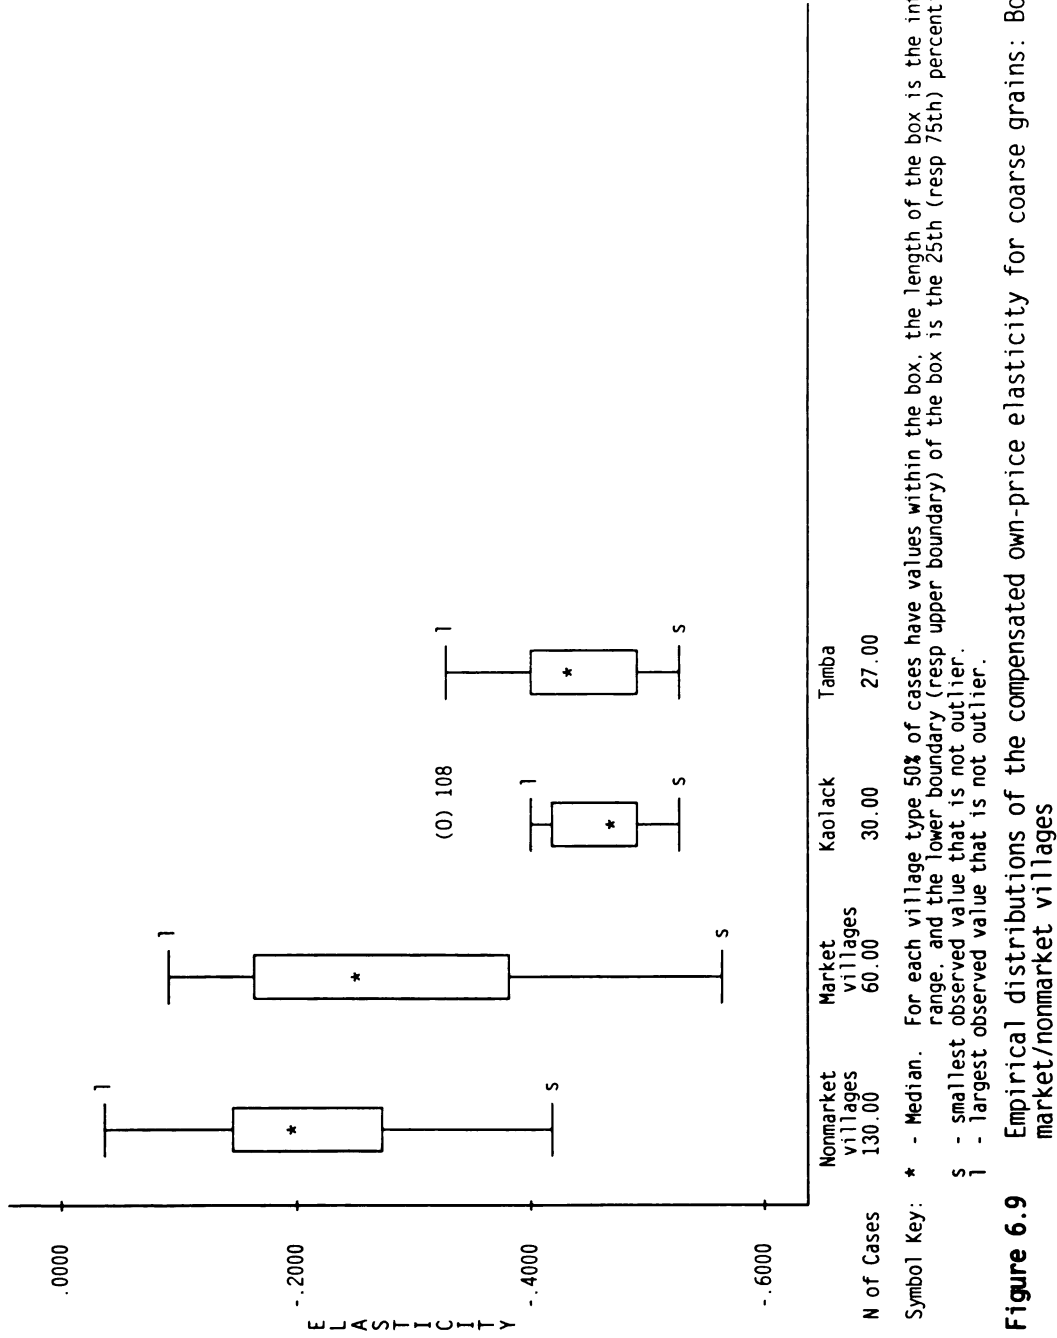 .0000
-.2000
-.4000
-.6000
ELASTICITY
l
*
s
l
*
s
(O) 108
l
*
s
l
*
s
Nonmarket villages
Market villages
Kaolack
Tamba
N of Cases 130.00 60.00 30.00 27.00
Symbol Key: * - Median. For each village type 50% of cases have values within the box, the length of the box is the
range, and the lower boundary (resp upper boundary) of the box is the 25th (resp 75th)
s - smallest observed value that is not outlier.
l - largest observed value that is not outlier.
Figure 6.9 Empirical distributions of the compensated own-price elasticity for coarse grains:
market/nonmarket villages